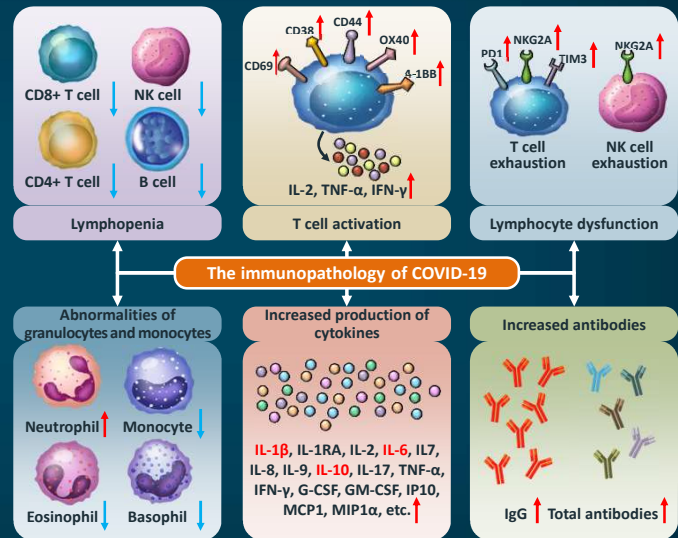 CD8+ T cell
NK cell
CD4+ T cell
B cell
Lymphopenia
CD69
CD38
CD44
OX40
4-1BB
IL-2, TNF-α, IFN-γ
T cell activation
PD1
NKG2A
TIM3
NKG2A
T cell
exhaustion
NK cell
exhaustion
Lymphocyte dysfunction
The immunopathology of COVID-19
Abnormalities of
granulocytes and monocytes
Neutrophil
Monocyte
Eosinophil
Basophil
Increased production of
cytokines
IL-1β, IL-1RA, IL-2, IL-6, IL7,
IL-8, IL-9, IL-10, IL-17, TNF-α,
IFN-γ, G-CSF, GM-CSF, IP10,
MCP1, MIP1α, etc.
Increased antibodies
IgG
Total antibodies